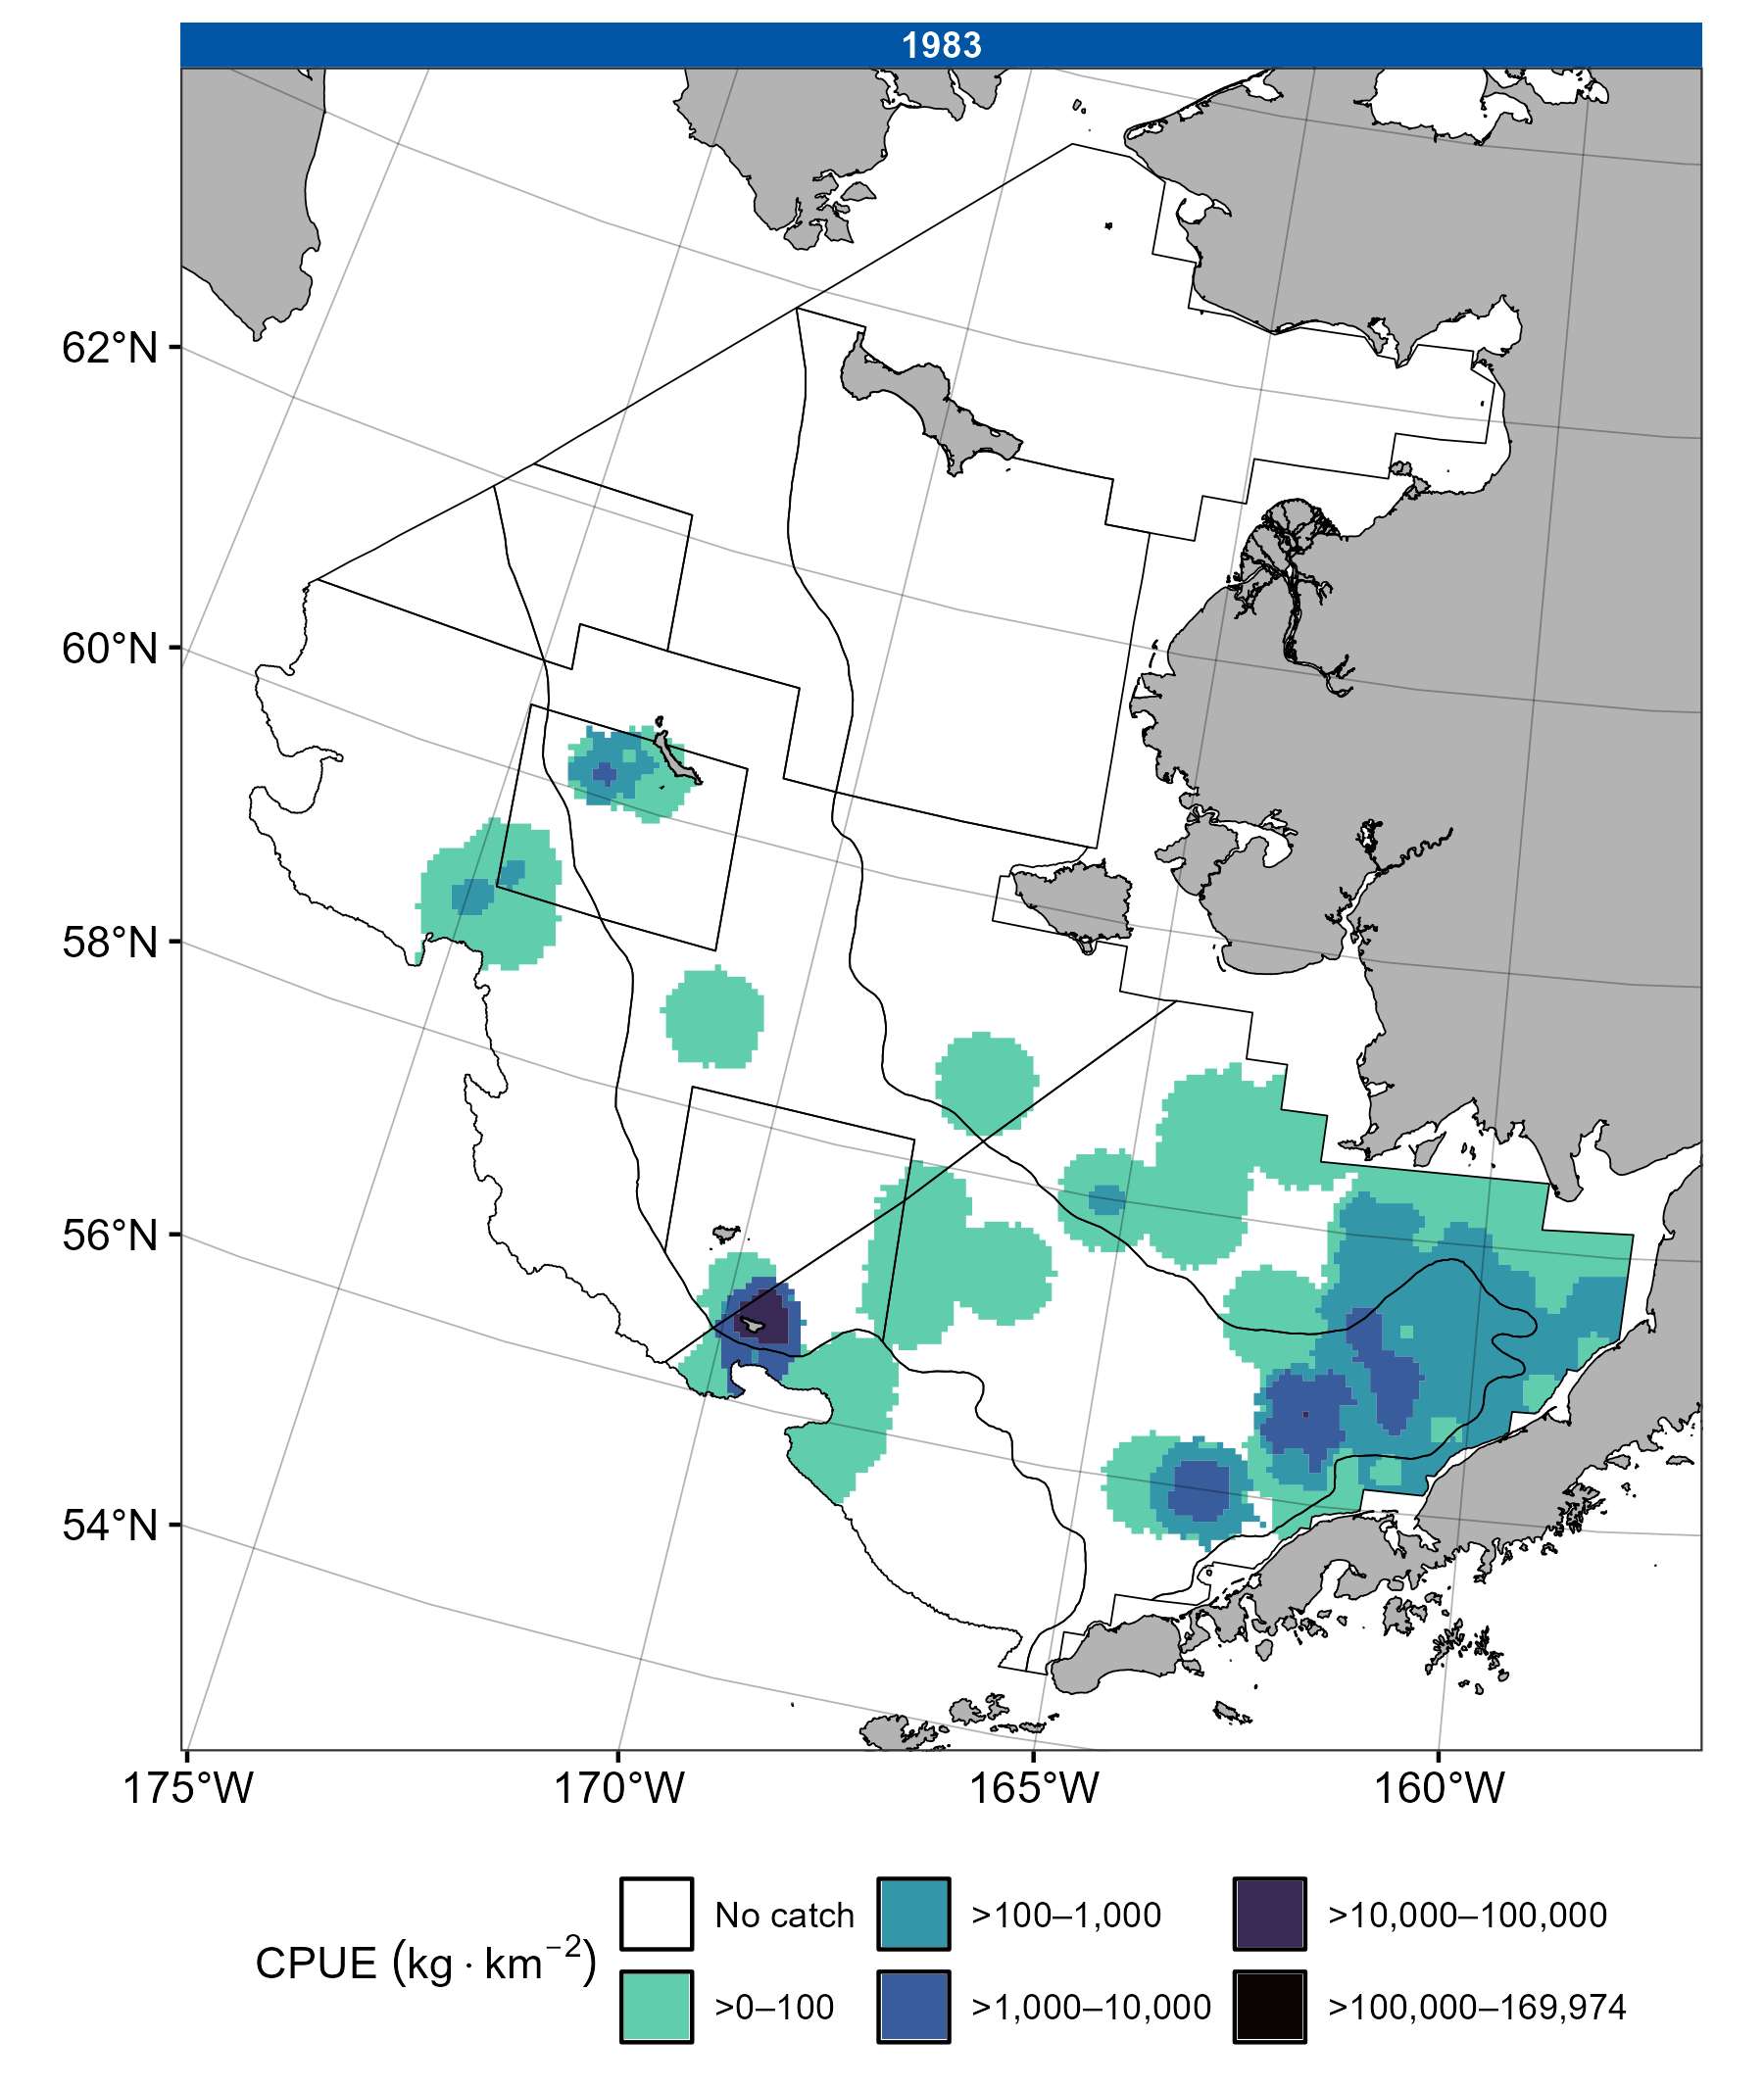 1983
62°N
60°N
58°N
56°N
54°N
175°W 170°W 165°W 160°W
CPUE (kg · km⁻²)
No catch >100–1,000 >10,000–100,000
>0–100 >1,000–10,000 >100,000–169,974